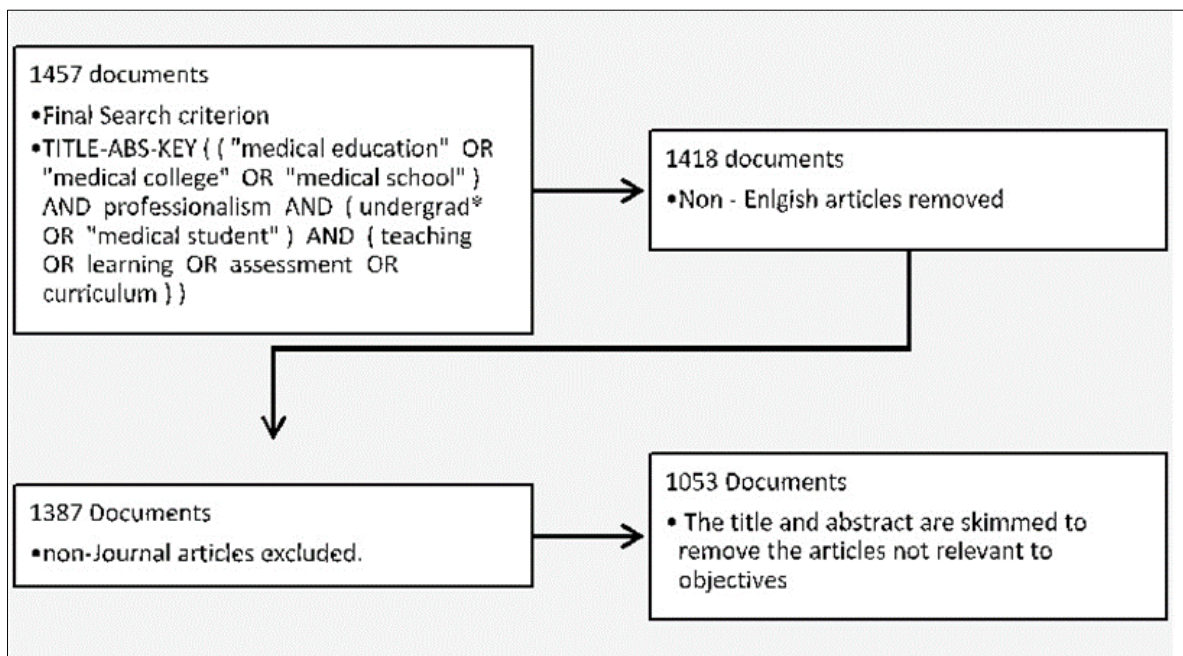 1457 documents
•Final Search criterion
•TITLE-ABS-KEY ( ( "medical education" OR
"medical college" OR "medical school" )
AND professionalism AND ( undergrad*
OR "medical student" ) AND ( teaching
OR learning OR assessment OR
curriculum ) )
1418 documents
•Non - Enlgish articles removed
1387 Documents
•non-Journal articles excluded.
1053 Documents
• The title and abstract are skimmed to
remove the articles not relevant to
objectives